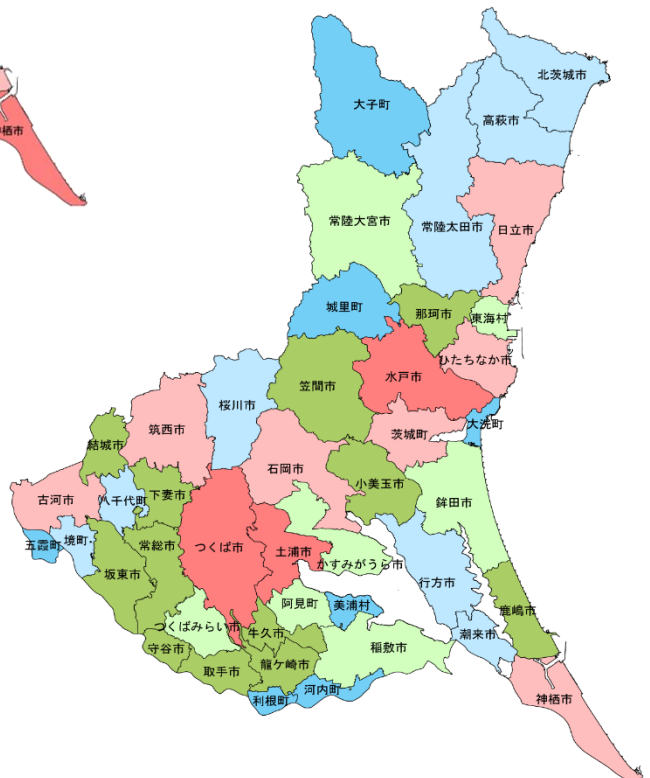 北茨城市
大子町
高萩市
栖市
常陸大宮市
常陸太田市
日立市
城里町
那珂市
東海村
ひたちなか市
水戸市
笠間市
桜川市
筑西市
茨城町
大洗町
結城市
石岡市
小美玉市
古河市
八千代町
下妻市
鉾田市
五霞町
境町
常総市
つくば市
土浦市
かすみがうら市
坂東市
行方市
阿見町
美浦村
鹿嶋市
つくばみらい市
牛久市
潮来市
守谷市
稲敷市
取手市
龍ケ崎市
河内町
利根町
神栖市